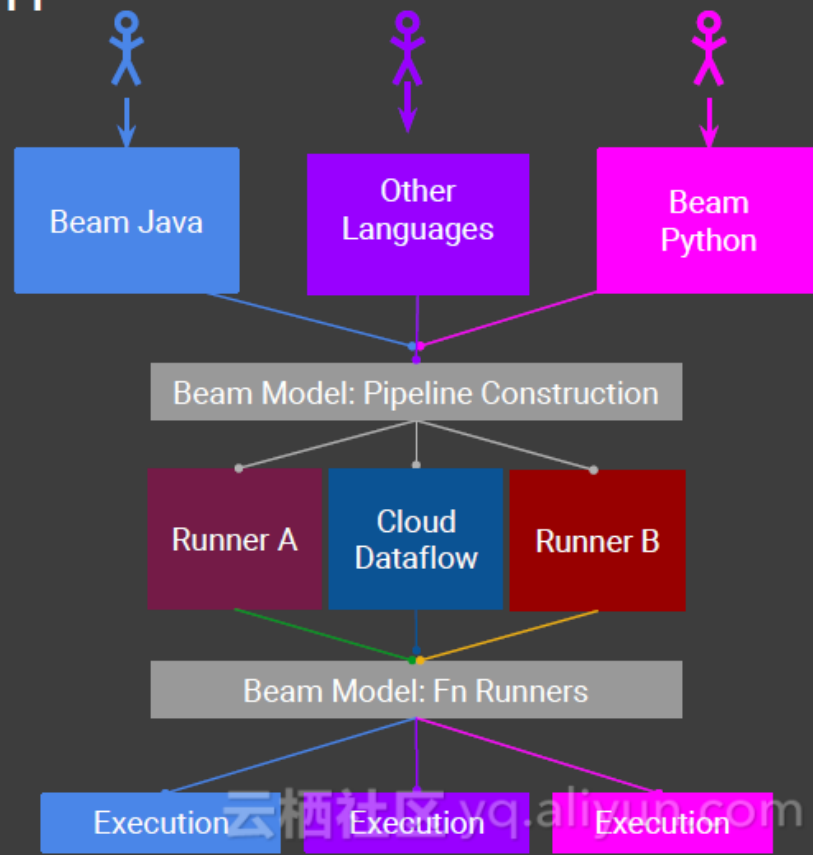 Beam Java
Other
Languages
Beam
Python
Beam Model: Pipeline Construction
Runner A
Cloud
Dataflow
Runner B
Beam Model: Fn Runners
Execution
Execution
Execution
云栖社区 yq.aliyun.com